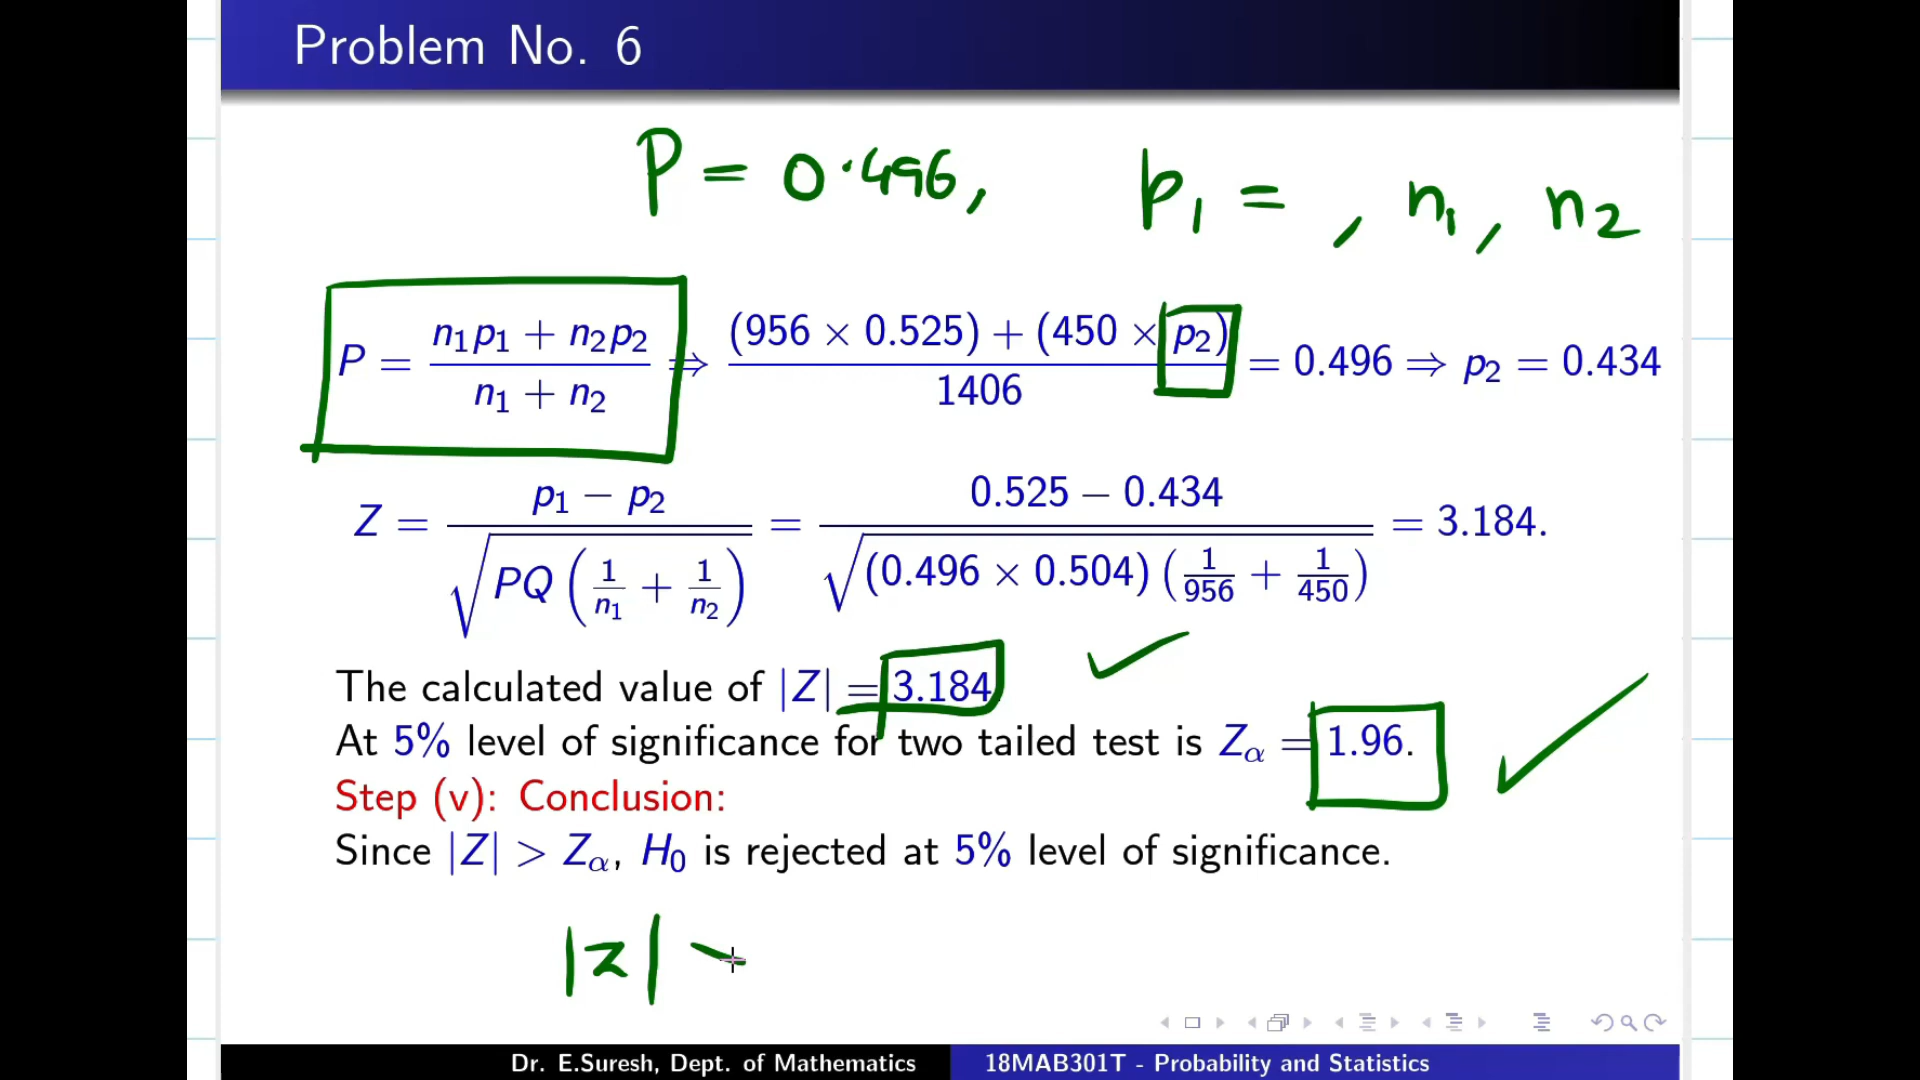 Problem No. 6
P = 0.496, p₁ = , n₁, n₂
P = (n₁p₁ + n₂p₂)/(n₁ + n₂) ⇒ ((956 × 0.525) + (450 × p₂))/1406 = 0.496 ⇒ p₂ = 0.434
Z = (p₁ − p₂)/√(PQ(1/n₁ + 1/n₂)) = (0.525 − 0.434)/√((0.496 × 0.504)(1/956 + 1/450)) = 3.184.
The calculated value of |Z| = 3.184
At 5% level of significance for two tailed test is Zα = 1.96.
Step (v): Conclusion:
Since |Z| > Zα, H₀ is rejected at 5% level of significance.
|z|
Dr. E.Suresh, Dept. of Mathematics 18MAB301T - Probability and Statistics